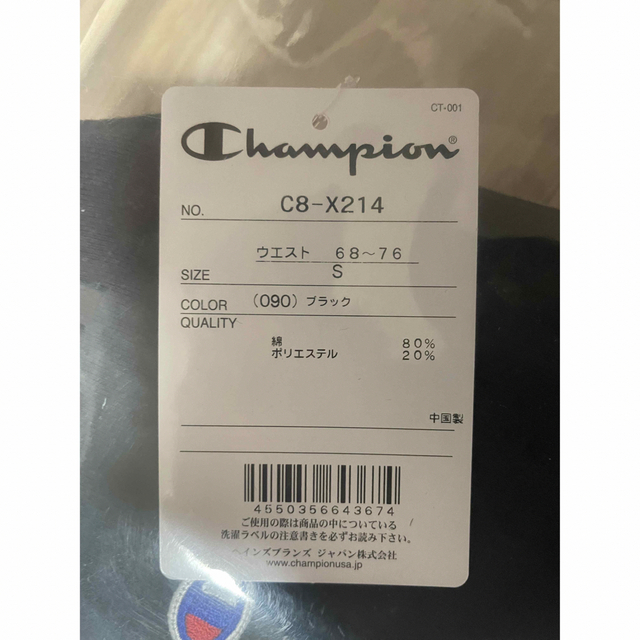 CT-001
Champion®
NO. C8-X214
ウエスト 68～76
SIZE S
COLOR (090) ブラック
QUALITY
綿 80%
ポリエステル 20%
中国製
4550356643674
ご使用の際は商品の中についている
洗濯ラベルの注意書きを必ずお読み下さい。
ヘインズブランズ ジャパン株式会社
www.championusa.jp